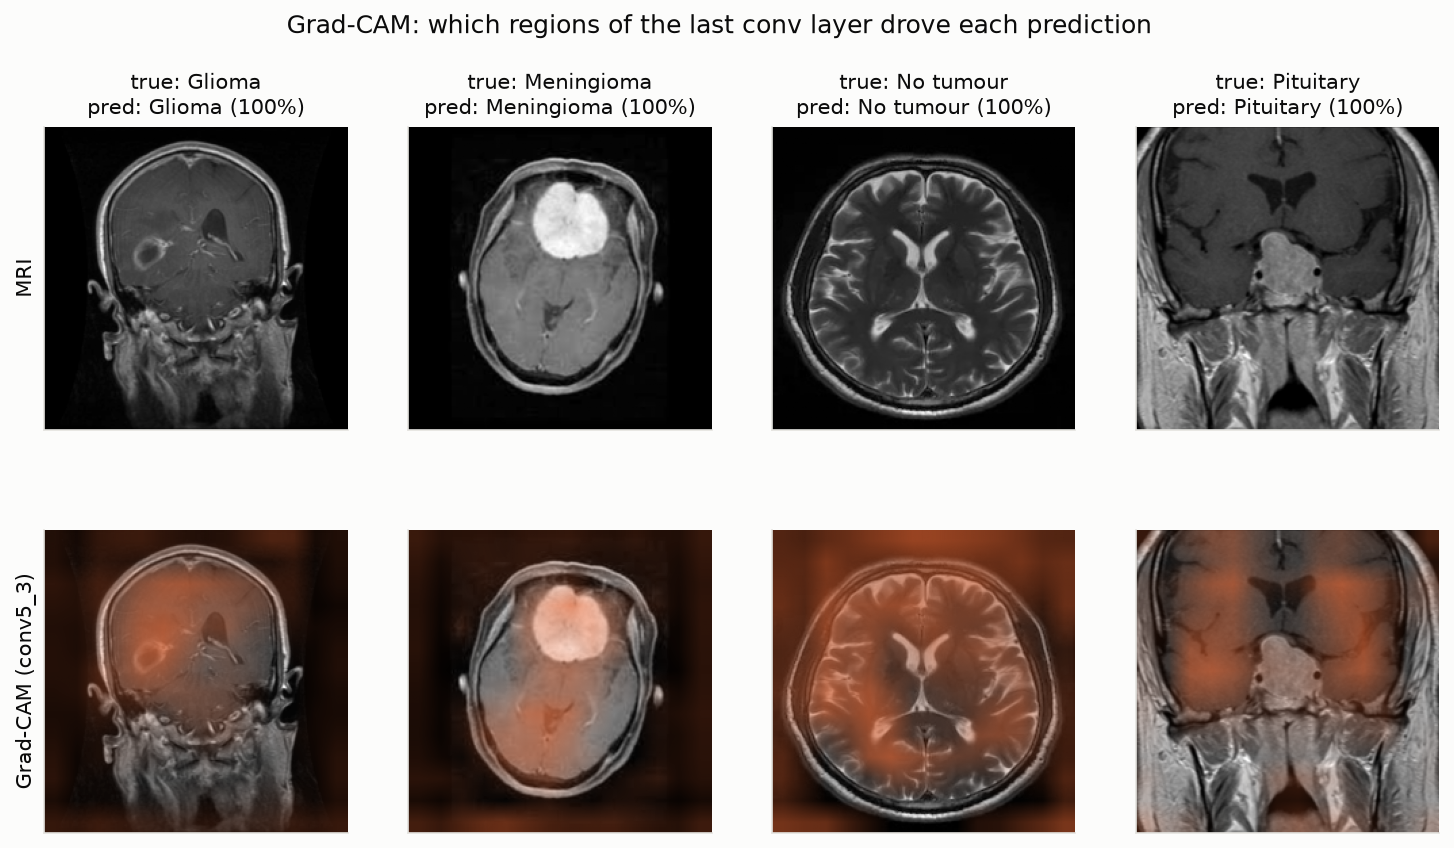 Grad-CAM: which regions of the last conv layer drove each prediction
true: Glioma
pred: Glioma (100%)
true: Meningioma
pred: Meningioma (100%)
true: No tumour
pred: No tumour (100%)
true: Pituitary
pred: Pituitary (100%)
MRI
Grad-CAM (conv5_3)